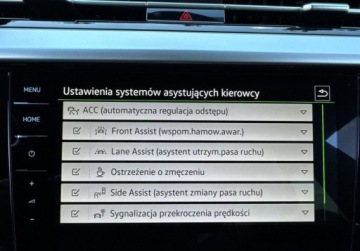 MENU
Ustawienia systemów asystujących kierowcy
ACC (automatyczna regulacja odstępu)
HOME
Front Assist (wspom.hamow.awar.)
Lane Assist (asystent utrzym.pasa ruchu)
Ostrzeżenie o zmęczeniu
Side Assist (asystent zmiany pasa ruchu)
Sygnalizacja przekroczenia prędkości